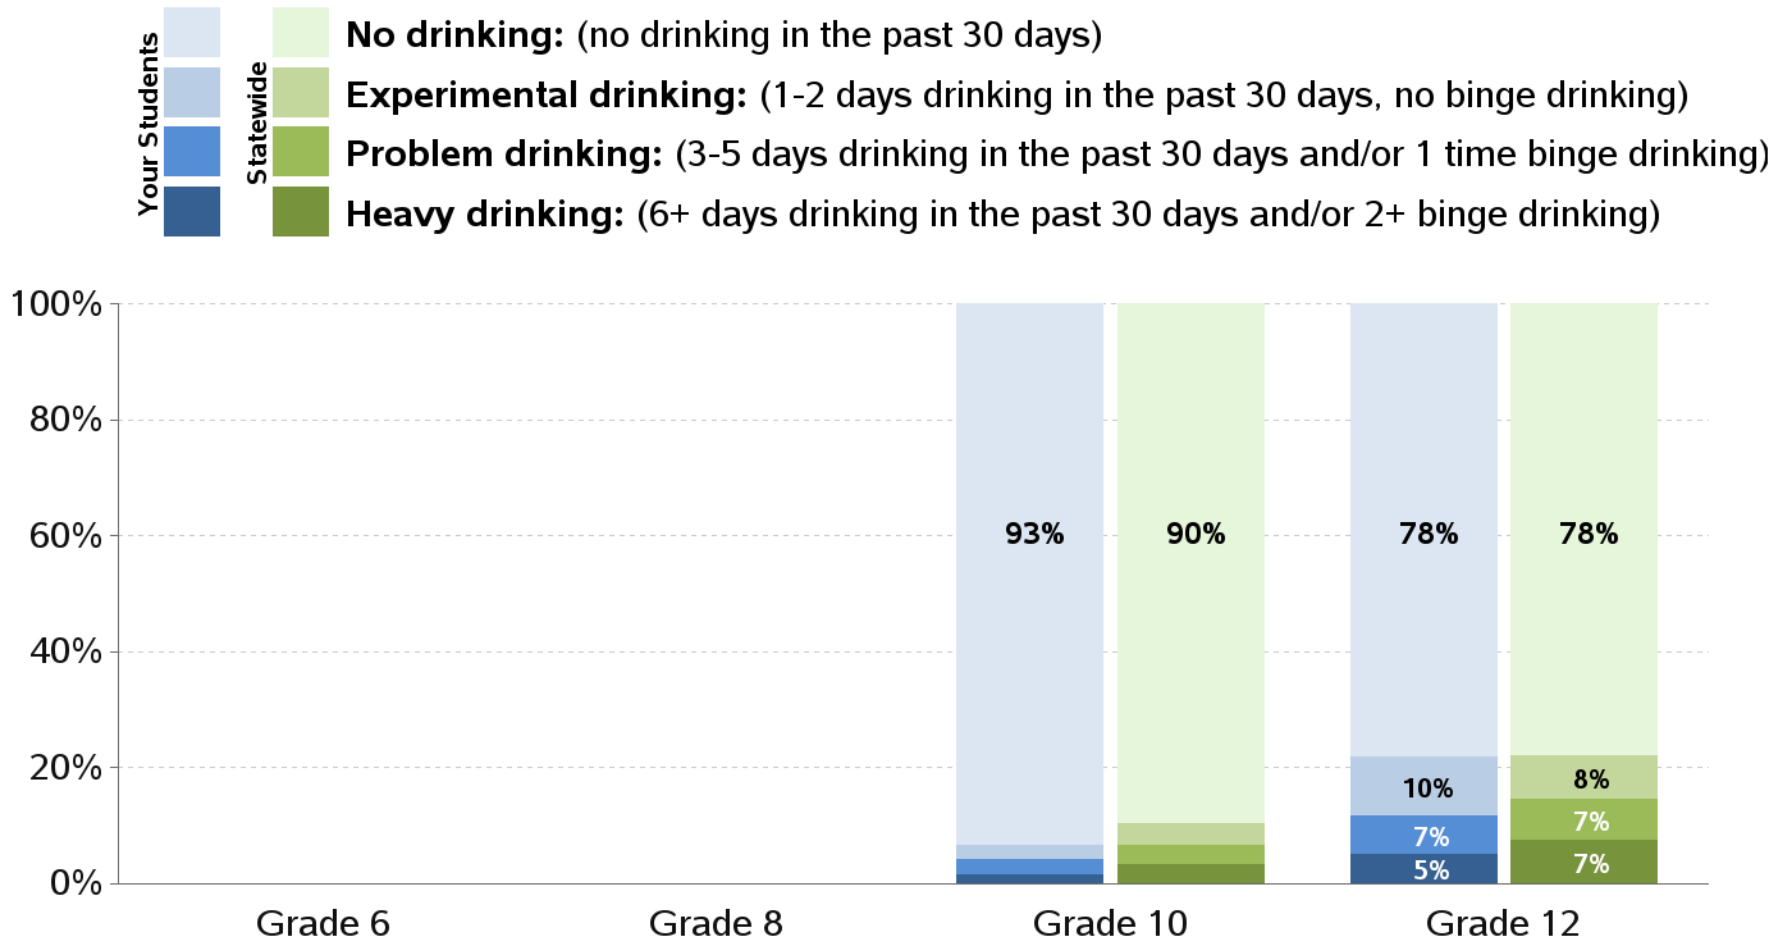 Your Students
Statewide
No drinking: (no drinking in the past 30 days)
Experimental drinking: (1-2 days drinking in the past 30 days, no binge drinking)
Problem drinking: (3-5 days drinking in the past 30 days and/or 1 time binge drinking)
Heavy drinking: (6+ days drinking in the past 30 days and/or 2+ binge drinking)
100%
80%
60%
40%
20%
0%
93%
90%
78%
78%
10%
8%
7%
7%
5%
7%
Grade 6
Grade 8
Grade 10
Grade 12